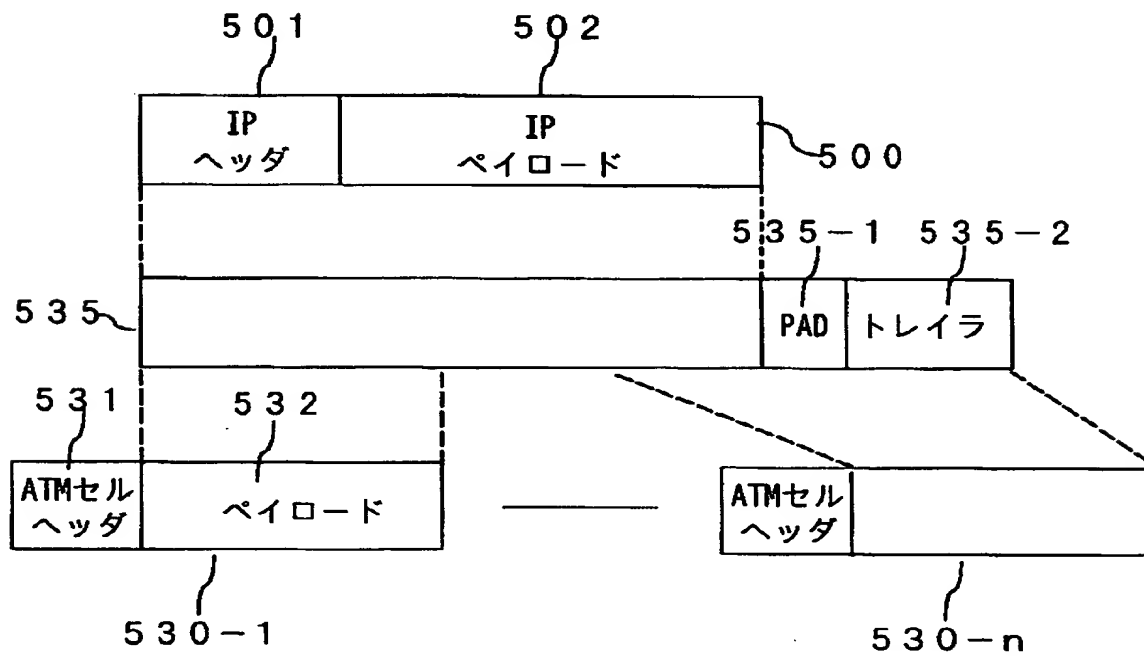 ５０１
５０２
IP
ヘッダ
IP
ペイロード
５００
５３５－１
５３５－２
５３５
PAD
トレイラ
５３１
５３２
ATMセル
ヘッダ
ペイロード
ATMセル
ヘッダ
５３０－１
５３０－ｎ